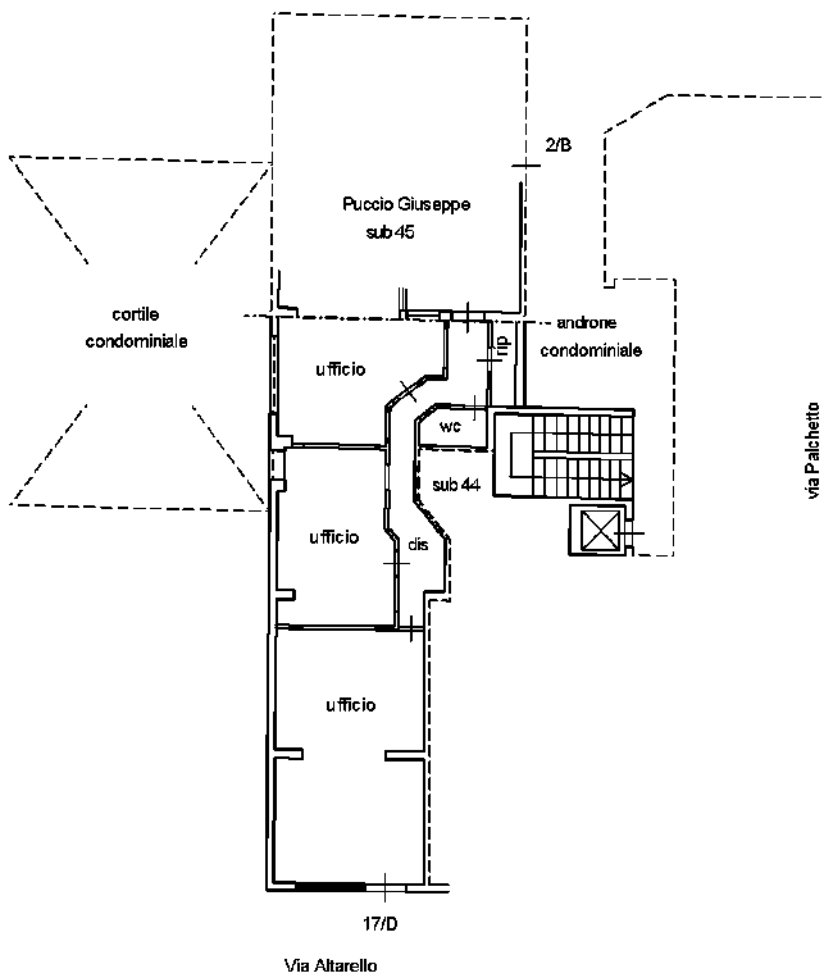 2/B
Puccio Giuseppe
sub 45
cortile
condominiale
androne
condominiale
ufficio
rip
wc
via Palchetto
sub 44
ufficio
dis
ufficio
17/D
Via Altarello